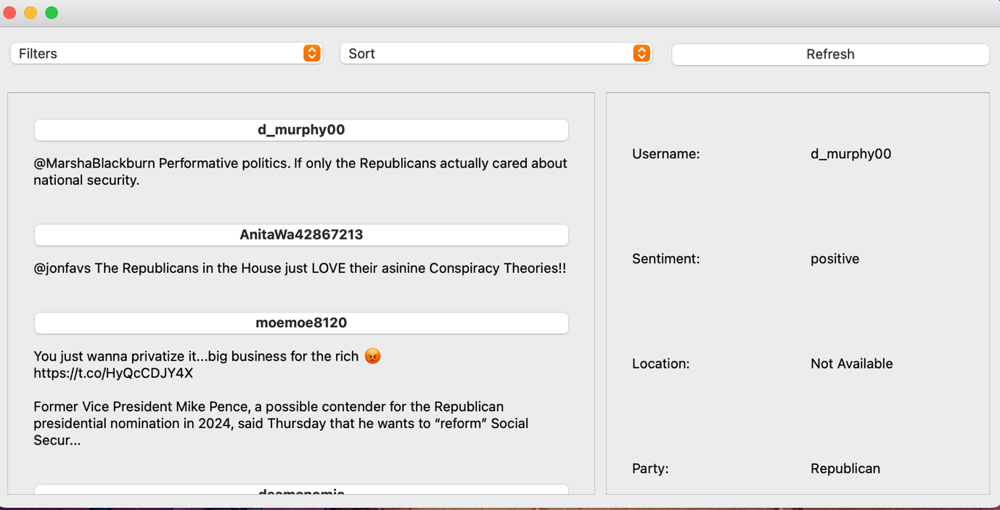 Filters
Sort
Refresh
d_murphy00
@MarshaBlackburn Performative politics. If only the Republicans actually cared about
national security.
AnitaWa42867213
@jonfavs The Republicans in the House just LOVE their asinine Conspiracy Theories!!
moemoe8120
You just wanna privatize it...big business for the rich 😡
https://t.co/HyQcCDJY4X
Former Vice President Mike Pence, a possible contender for the Republican
presidential nomination in 2024, said Thursday that he wants to “reform” Social
Secur...
Username: d_murphy00
Sentiment: positive
Location: Not Available
Party: Republican